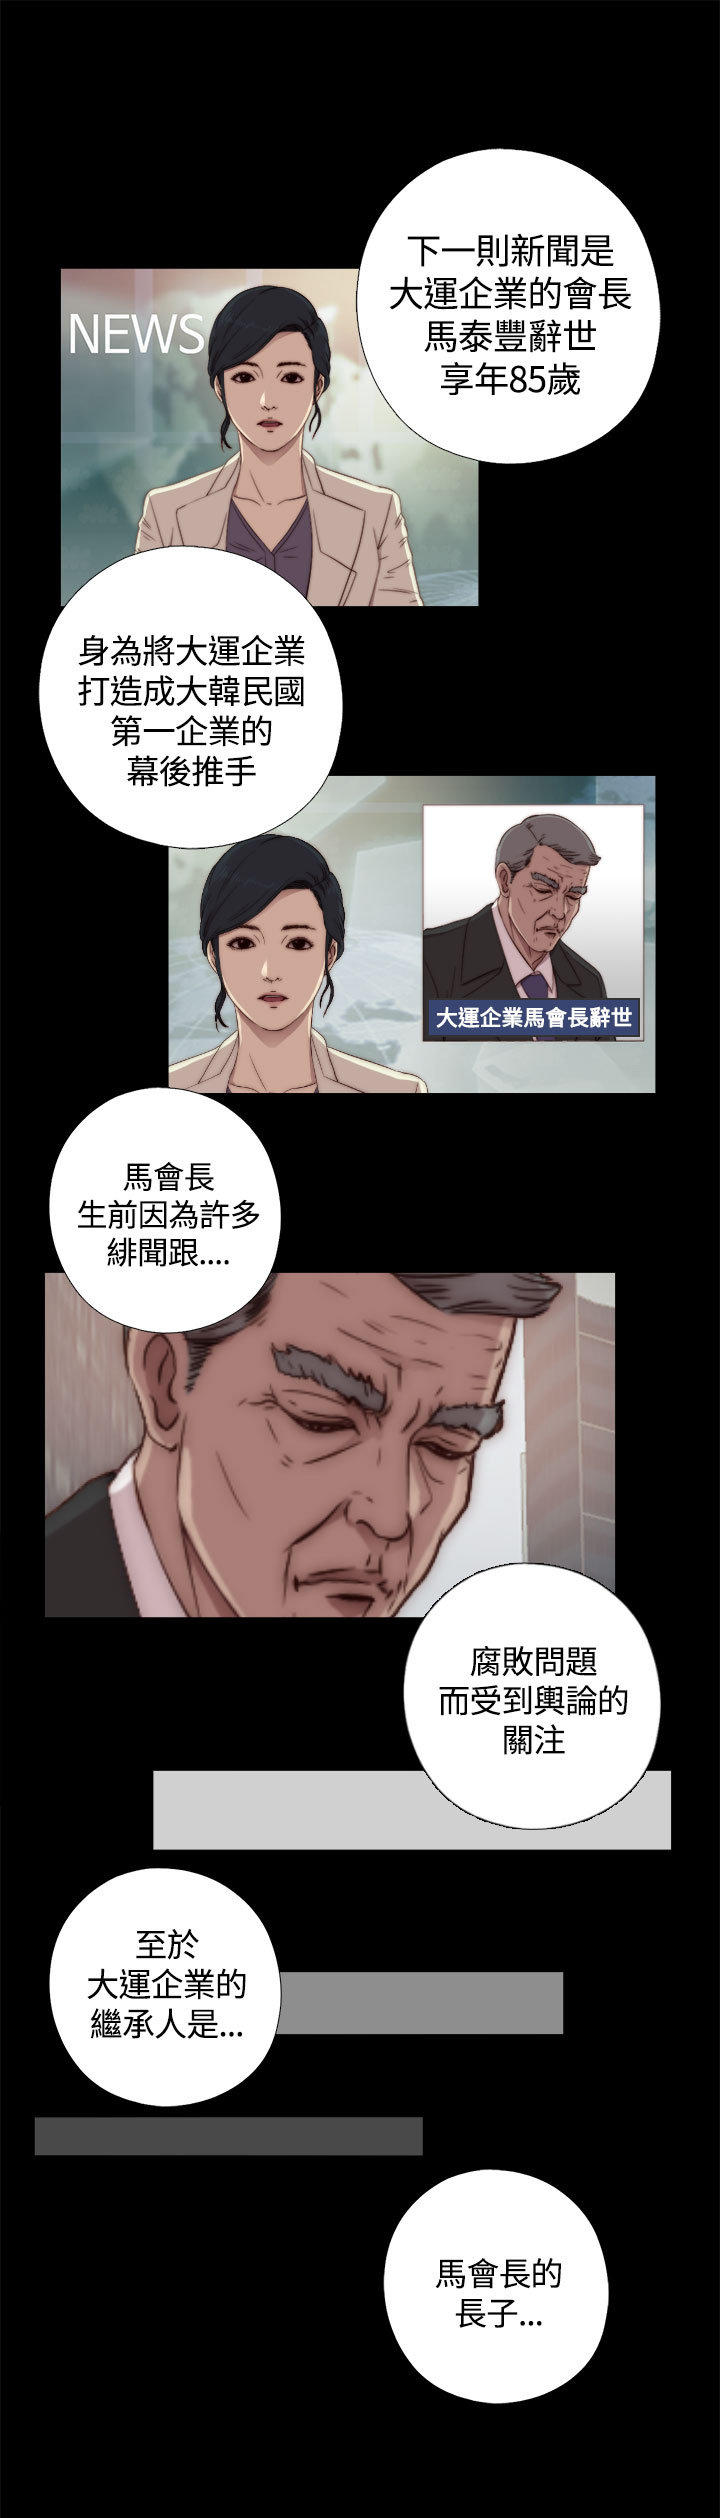 下一則新聞是
大運企業的會長
馬泰豐辭世
享年85歲
NEWS
身為將大運企業
打造成大韓民國
第一企業的
幕後推手
大運企業馬會長辭世
馬會長
生前因為許多
緋聞跟....
腐敗問題
而受到輿論的
關注
至於
大運企業的
繼承人是...
馬會長的
長子...